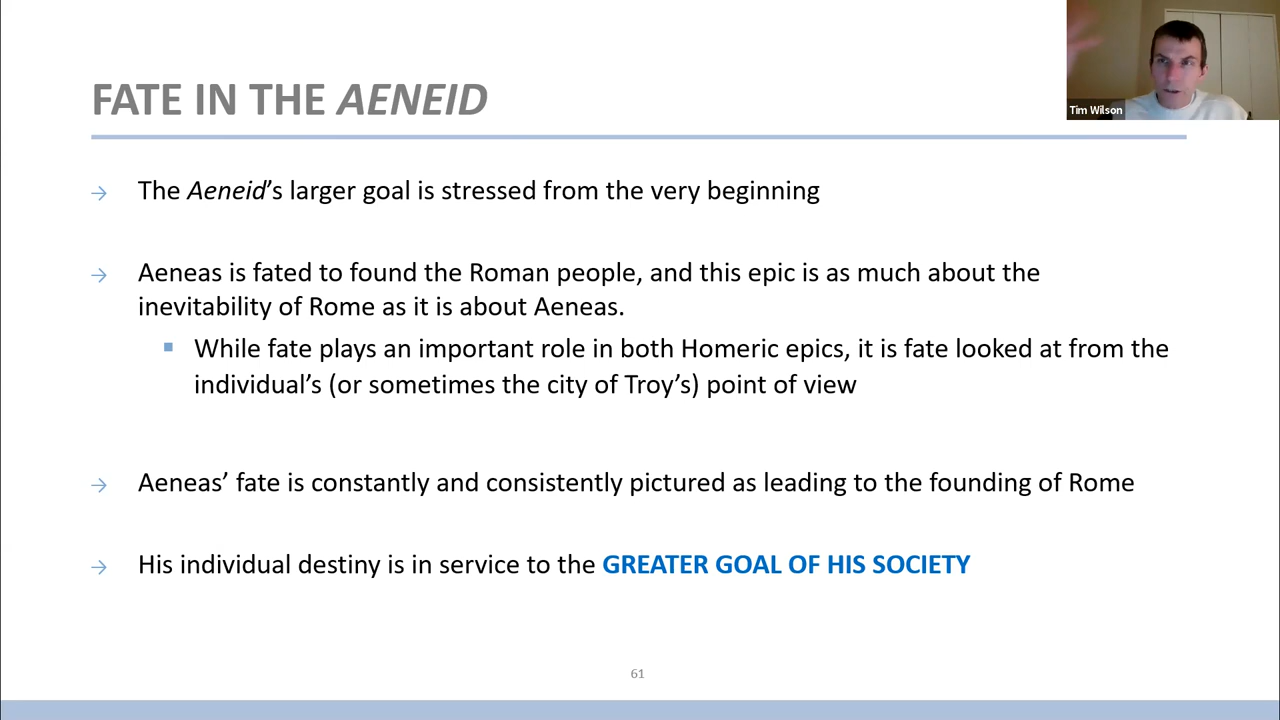 FATE IN THE AENEID
Tim Wilson
→ The Aeneid’s larger goal is stressed from the very beginning
→ Aeneas is fated to found the Roman people, and this epic is as much about the
inevitability of Rome as it is about Aeneas.
▪ While fate plays an important role in both Homeric epics, it is fate looked at from the
individual’s (or sometimes the city of Troy’s) point of view
→ Aeneas’ fate is constantly and consistently pictured as leading to the founding of Rome
→ His individual destiny is in service to the GREATER GOAL OF HIS SOCIETY
61